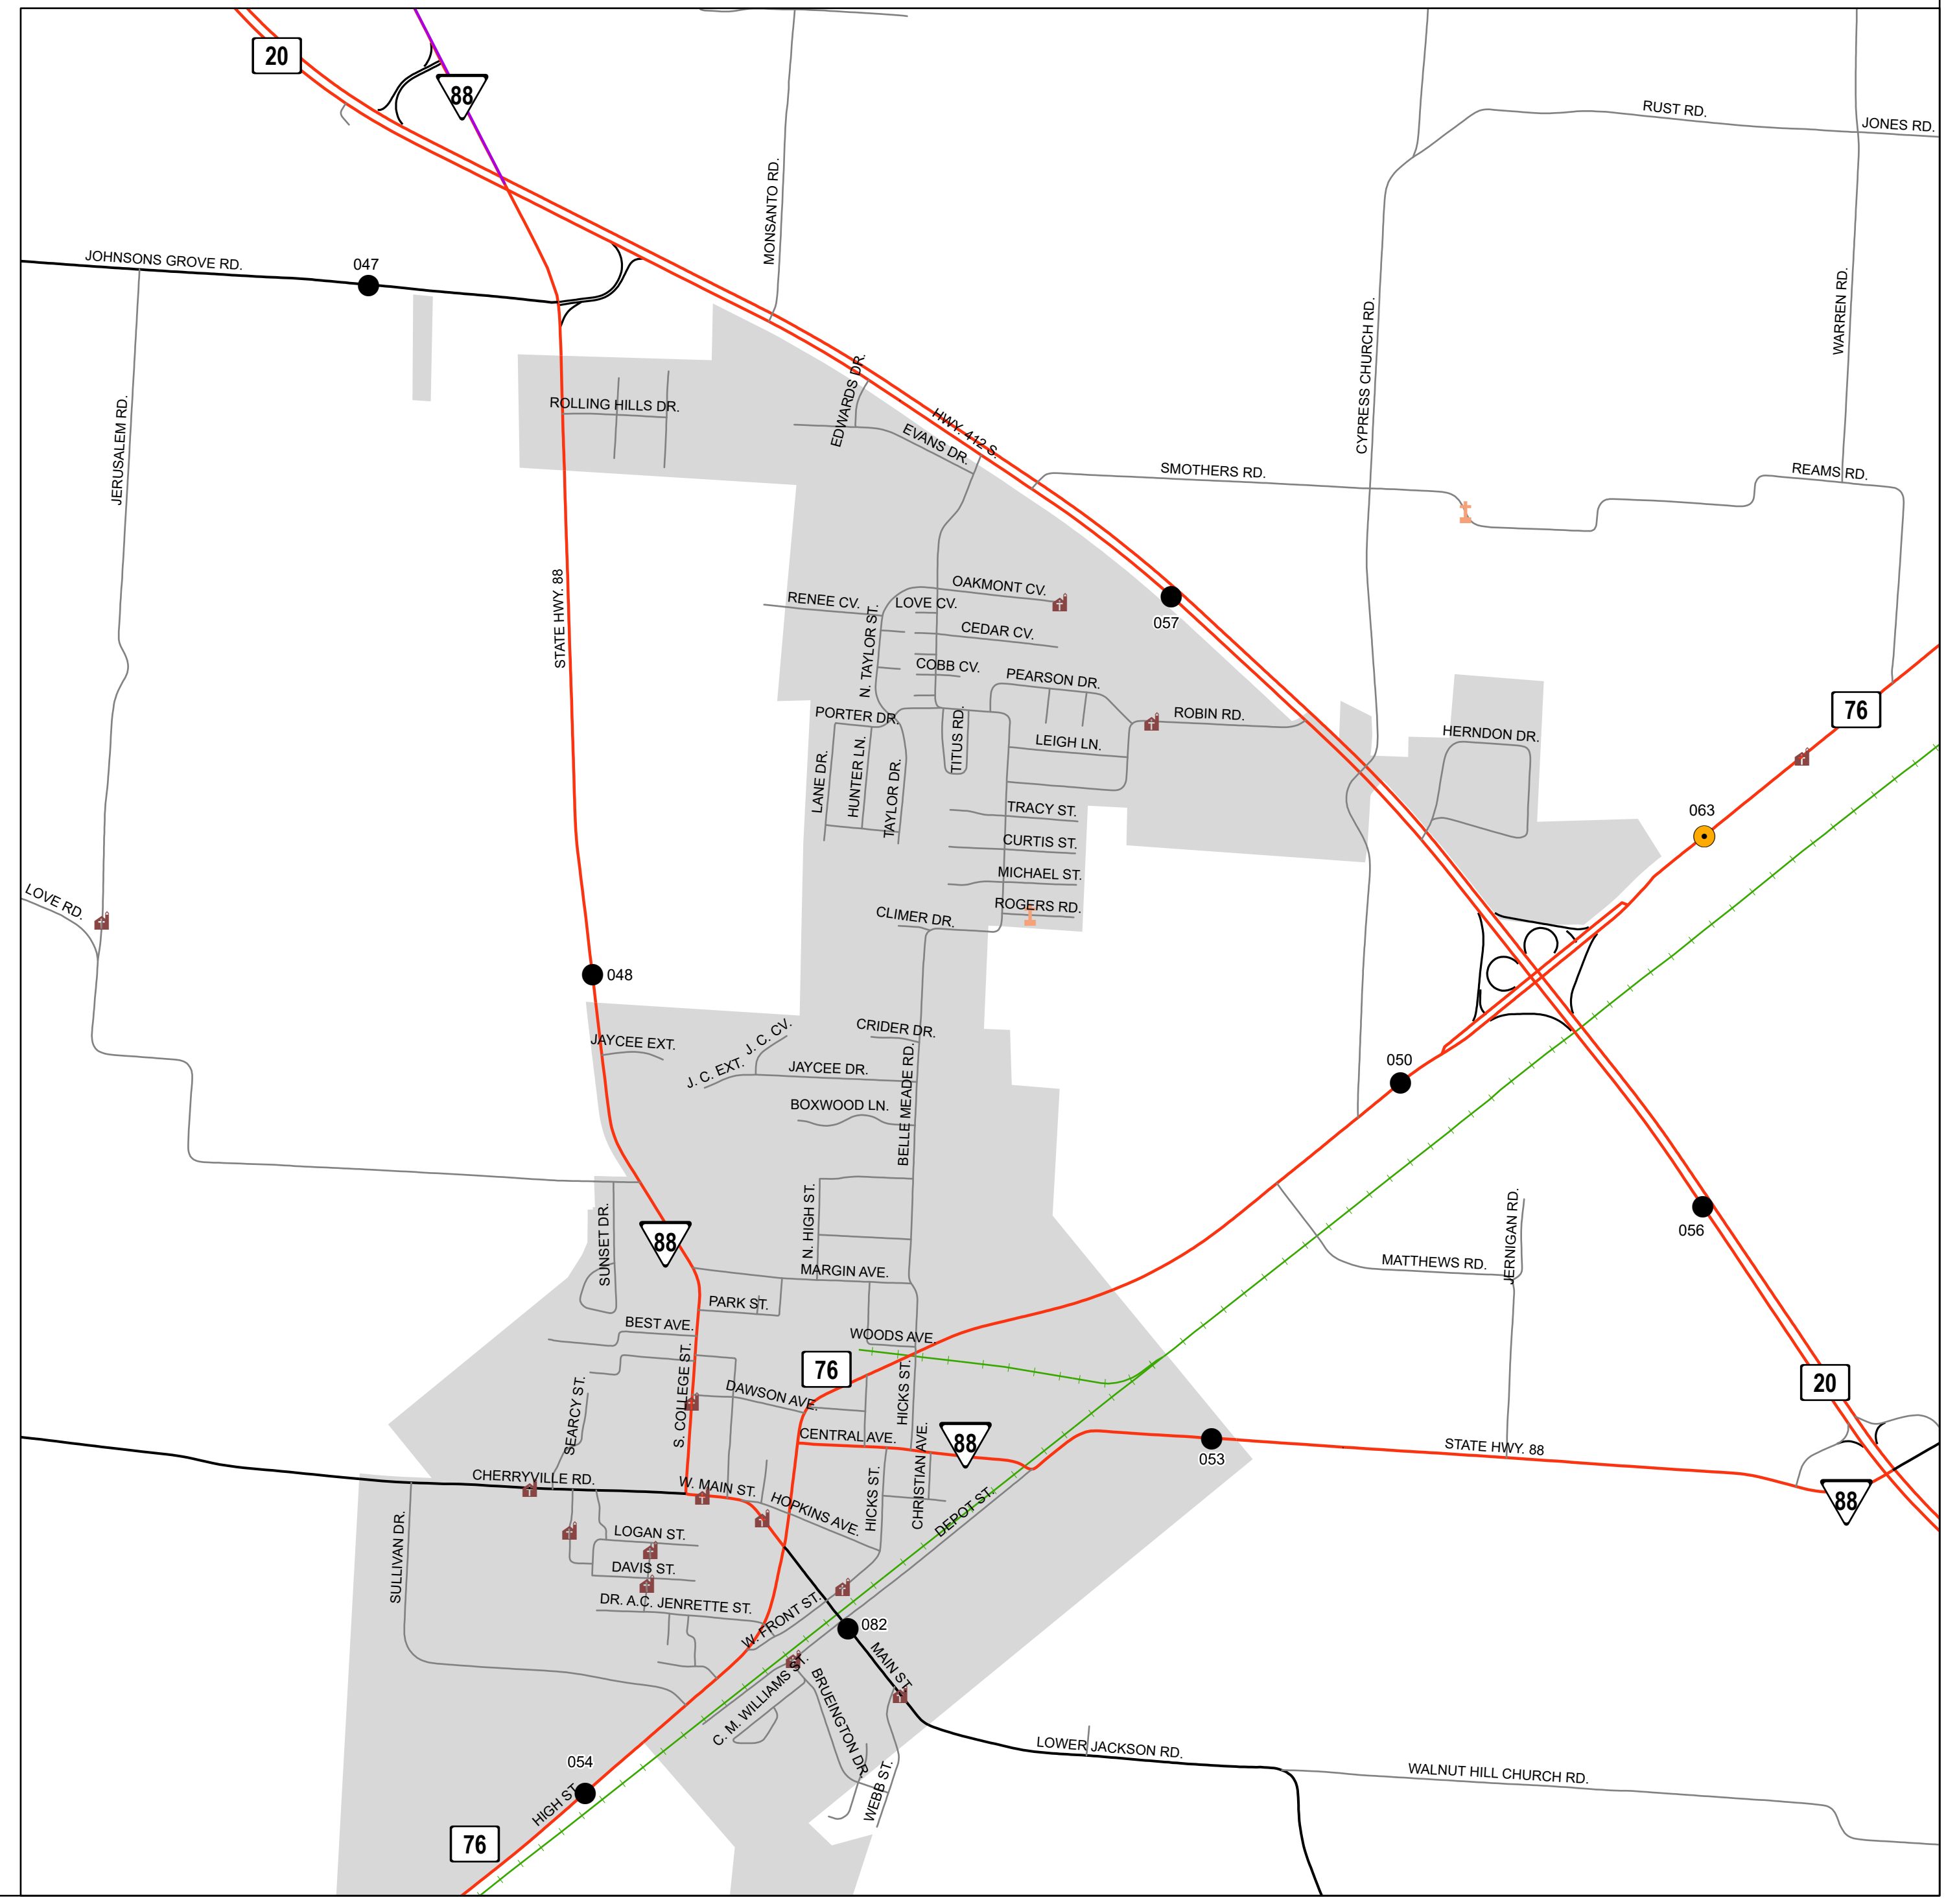 20
88
RUST RD.
JONES RD.
MONSANTO RD.
JOHNSONS GROVE RD.
047
WARREN RD.
CYPRESS CHURCH RD.
EDWARDS DR.
ROLLING HILLS DR.
HWY. 412 S.
EVANS DR.
JERUSALEM RD.
SMOTHERS RD.
REAMS RD.
STATE HWY. 88
OAKMONT CV.
RENEE CV.
LOVE CV.
057
CEDAR CV.
N. TAYLOR ST.
COBB CV.
PEARSON DR.
76
PORTER DR.
ROBIN RD.
TITUS RD.
LEIGH LN.
HERNDON DR.
LANE DR.
HUNTER LN.
TAYLOR DR.
TRACY ST.
063
CURTIS ST.
MICHAEL ST.
LOVE RD.
ROGERS RD.
CLIMER DR.
048
JAYCEE EXT.
J. C. CV.
CRIDER DR.
J. C. EXT.
JAYCEE DR.
050
BOXWOOD LN.
BELLE MEADE RD.
SUNSET DR.
N. HIGH ST.
88
JERNIGAN RD.
056
MARGIN AVE.
MATTHEWS RD.
PARK ST.
BEST AVE.
WOODS AVE.
76
20
S. COLLEGE ST.
DAWSON AVE.
HICKS ST.
SEARCY ST.
CENTRAL AVE.
88
053
STATE HWY. 88
CHRISTIAN AVE.
CHERRYVILLE RD.
W. MAIN ST.
HOPKINS AVE.
HICKS ST.
DEPOT ST.
88
SULLIVAN DR.
LOGAN ST.
DAVIS ST.
DR. A.C. JENRETTE ST.
W. FRONT ST.
082
MAIN ST.
C. M. WILLIAMS ST.
BRUEINGTON DR.
LOWER JACKSON RD.
054
WEBB ST.
WALNUT HILL CHURCH RD.
HIGH ST.
76